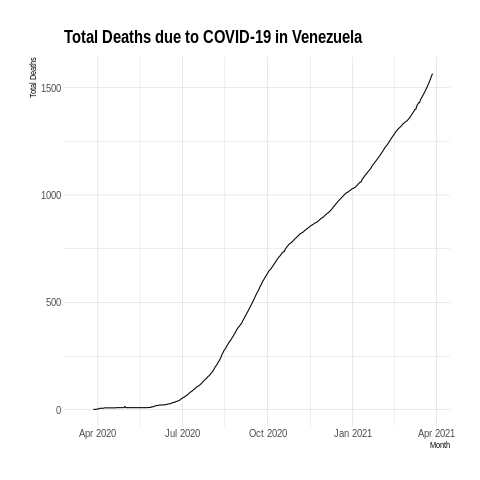 Total Deaths due to COVID-19 in Venezuela
Total Deaths
1500
1000
500
0
Apr 2020
Jul 2020
Oct 2020
Jan 2021
Apr 2021
Month